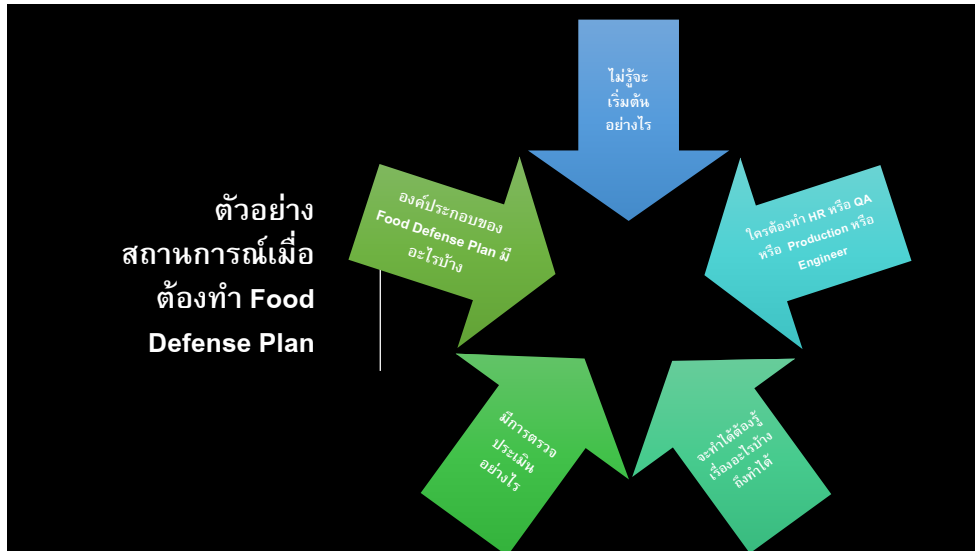 ตัวอย่าง
สถานการณ์เมื่อ
ต้องทำ Food
Defense Plan
ไม่รู้จะ
เริ่มต้น
อย่างไร
ใครต้องทำ HR หรือ QA
หรือ Production หรือ
Engineer
จะทำได้ต้องรู้
เรื่องอะไรบ้าง
ถึงทำได้
มีการตรวจ
ประเมิน
อย่างไร
องค์ประกอบของ
Food Defense Plan มี
อะไรบ้าง